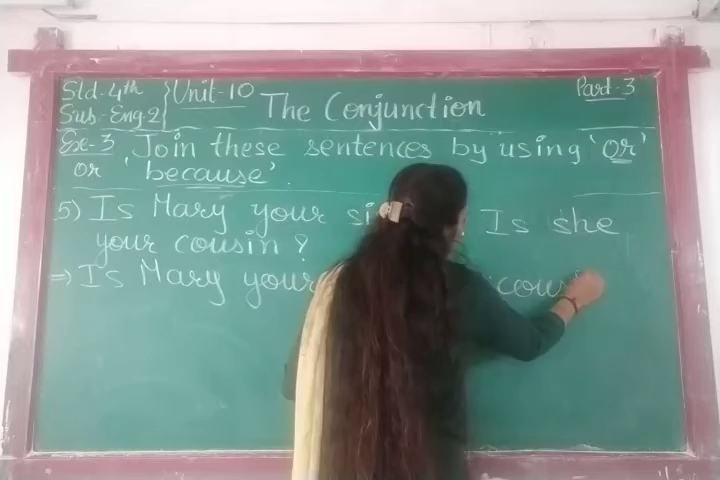 Std-4th
Sub-Eng-2
Unit-10
The Conjunction
Part-3
Ex-3 Join these sentences by using 'or'
or 'because'.
5) Is Mary your Is she
your cousin?
⇒ Is Mary your